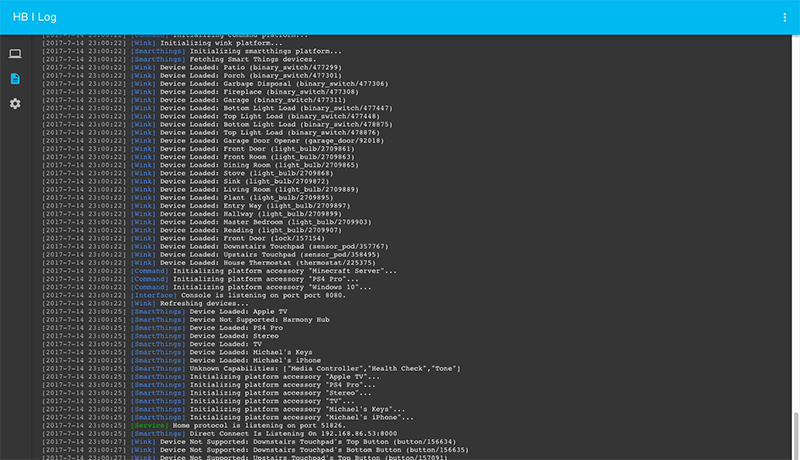 HB I Log
[2017-7-14 23:00:22] [Command] Initializing command platform...
[2017-7-14 23:00:22] [Wink] Initializing wink platform...
[2017-7-14 23:00:22] [SmartThings] Initializing smartthings platform...
[2017-7-14 23:00:22] [SmartThings] Fetching Smart Things devices.
[2017-7-14 23:00:22] [Wink] Device Loaded: Patio (binary_switch/477299)
[2017-7-14 23:00:22] [Wink] Device Loaded: Porch (binary_switch/477301)
[2017-7-14 23:00:22] [Wink] Device Loaded: Garbage Disposal (binary_switch/477306)
[2017-7-14 23:00:22] [Wink] Device Loaded: Fireplace (binary_switch/477308)
[2017-7-14 23:00:22] [Wink] Device Loaded: Garage (binary_switch/477311)
[2017-7-14 23:00:22] [Wink] Device Loaded: Bottom Light Load (binary_switch/477447)
[2017-7-14 23:00:22] [Wink] Device Loaded: Top Light Load (binary_switch/477448)
[2017-7-14 23:00:22] [Wink] Device Loaded: Bottom Light Load (binary_switch/478875)
[2017-7-14 23:00:22] [Wink] Device Loaded: Top Light Load (binary_switch/478876)
[2017-7-14 23:00:22] [Wink] Device Loaded: Garage Door Opener (garage_door/92018)
[2017-7-14 23:00:22] [Wink] Device Loaded: Front Door (light_bulb/2709861)
[2017-7-14 23:00:22] [Wink] Device Loaded: Front Room (light_bulb/2709863)
[2017-7-14 23:00:22] [Wink] Device Loaded: Dining Room (light_bulb/2709865)
[2017-7-14 23:00:22] [Wink] Device Loaded: Stove (light_bulb/2709868)
[2017-7-14 23:00:22] [Wink] Device Loaded: Sink (light_bulb/2709872)
[2017-7-14 23:00:22] [Wink] Device Loaded: Living Room (light_bulb/2709889)
[2017-7-14 23:00:22] [Wink] Device Loaded: Plant (light_bulb/2709895)
[2017-7-14 23:00:22] [Wink] Device Loaded: Entry Way (light_bulb/2709897)
[2017-7-14 23:00:22] [Wink] Device Loaded: Hallway (light_bulb/2709899)
[2017-7-14 23:00:22] [Wink] Device Loaded: Master Bedroom (light_bulb/2709903)
[2017-7-14 23:00:22] [Wink] Device Loaded: Reading (light_bulb/2709907)
[2017-7-14 23:00:22] [Wink] Device Loaded: Front Door (lock/157154)
[2017-7-14 23:00:22] [Wink] Device Loaded: Downstairs Touchpad (sensor_pod/357767)
[2017-7-14 23:00:22] [Wink] Device Loaded: Upstairs Touchpad (sensor_pod/358495)
[2017-7-14 23:00:22] [Wink] Device Loaded: House Thermostat (thermostat/225375)
[2017-7-14 23:00:22] [Command] Initializing platform accessory "Minecraft Server"...
[2017-7-14 23:00:22] [Command] Initializing platform accessory "PS4 Pro"...
[2017-7-14 23:00:22] [Command] Initializing platform accessory "Windows 10"...
[2017-7-14 23:00:22] [Interface] Console is listening on port port 8080.
[2017-7-14 23:00:22] [Wink] Refreshing devices...
[2017-7-14 23:00:25] [SmartThings] Device Loaded: Apple TV
[2017-7-14 23:00:25] [SmartThings] Device Not Supported: Harmony Hub
[2017-7-14 23:00:25] [SmartThings] Device Loaded: PS4 Pro
[2017-7-14 23:00:25] [SmartThings] Device Loaded: Stereo
[2017-7-14 23:00:25] [SmartThings] Device Loaded: TV
[2017-7-14 23:00:25] [SmartThings] Device Loaded: Michael's Keys
[2017-7-14 23:00:25] [SmartThings] Device Loaded: Michael's iPhone
[2017-7-14 23:00:25] [SmartThings] Unknown Capabilities: ["Media Controller","Health Check","Tone"]
[2017-7-14 23:00:25] [SmartThings] Initializing platform accessory "Apple TV"...
[2017-7-14 23:00:25] [SmartThings] Initializing platform accessory "PS4 Pro"...
[2017-7-14 23:00:25] [SmartThings] Initializing platform accessory "Stereo"...
[2017-7-14 23:00:25] [SmartThings] Initializing platform accessory "TV"...
[2017-7-14 23:00:25] [SmartThings] Initializing platform accessory "Michael's Keys"...
[2017-7-14 23:00:25] [SmartThings] Initializing platform accessory "Michael's iPhone"...
[2017-7-14 23:00:25] [Service] Home protocol is listening on port 51826.
[2017-7-14 23:00:25] [SmartThings] Direct Connect Is Listening On 192.168.86.53:8000
[2017-7-14 23:00:27] [Wink] Device Not Supported: Downstairs Touchpad's Top Button (button/156634)
[2017-7-14 23:00:27] [Wink] Device Not Supported: Downstairs Touchpad's Bottom Button (button/156635)
[2017-7-14 23:00:27] [Wink] Device Not Supported: Upstairs Touchpad's Top Button (button/157091)